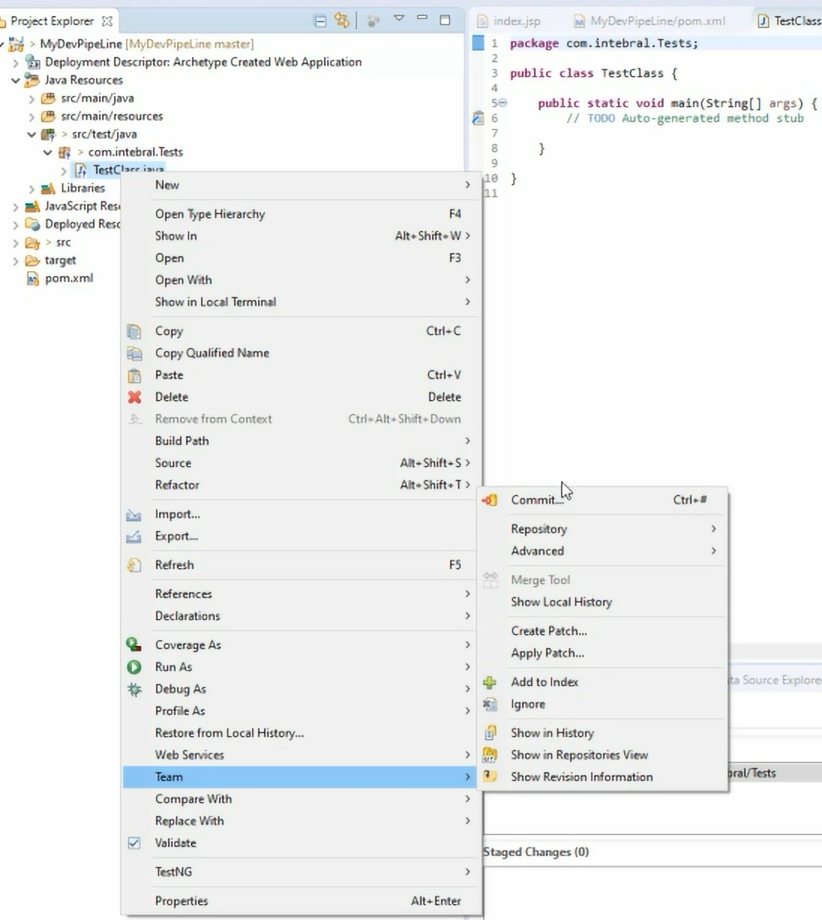 Project Explorer
MyDevPipeLine [MyDevPipeLine master]
Deployment Descriptor: Archetype Created Web Application
Java Resources
src/main/java
src/main/resources
src/test/java
com.intebral.Tests
TestClass.java
Libraries
JavaScript Res
Deployed Reso
src
target
pom.xml
index.jsp
MyDevPipeLine/pom.xml
TestClass
1 package com.intebral.Tests;
2
3 public class TestClass {
4
5 public static void main(String[] args) {
6 // TODO Auto-generated method stub
7
8 }
10 }
11
New
Open Type Hierarchy F4
Show In Alt+Shift+W
Open F3
Open With
Show in Local Terminal
Copy Ctrl+C
Copy Qualified Name
Paste Ctrl+V
Delete Delete
Remove from Context Ctrl+Alt+Shift+Down
Build Path
Source Alt+Shift+S
Refactor Alt+Shift+T
Import...
Export...
Refresh F5
References
Declarations
Coverage As
Run As
Debug As
Profile As
Restore from Local History...
Web Services
Team
Compare With
Replace With
Validate
TestNG
Properties Alt+Enter
Commit... Ctrl+#
Repository
Advanced
Merge Tool
Show Local History
Create Patch...
Apply Patch...
Add to Index
Ignore
Show in History
Show in Repositories View
Show Revision Information
ta Source Explorer
bral/Tests
Staged Changes (0)